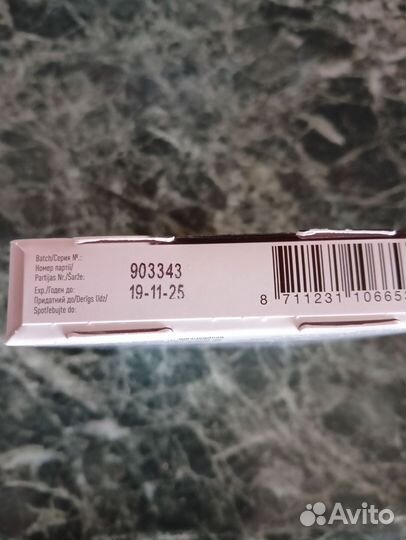 Batch/Серия №.:
Номер партії/
Partijas Nr./Šarže:
903343
Exp./Годен до:
Придатний до/Derīgs līdz/
Spotřebujte do:
19-11-25
8 711231 106653
Avito